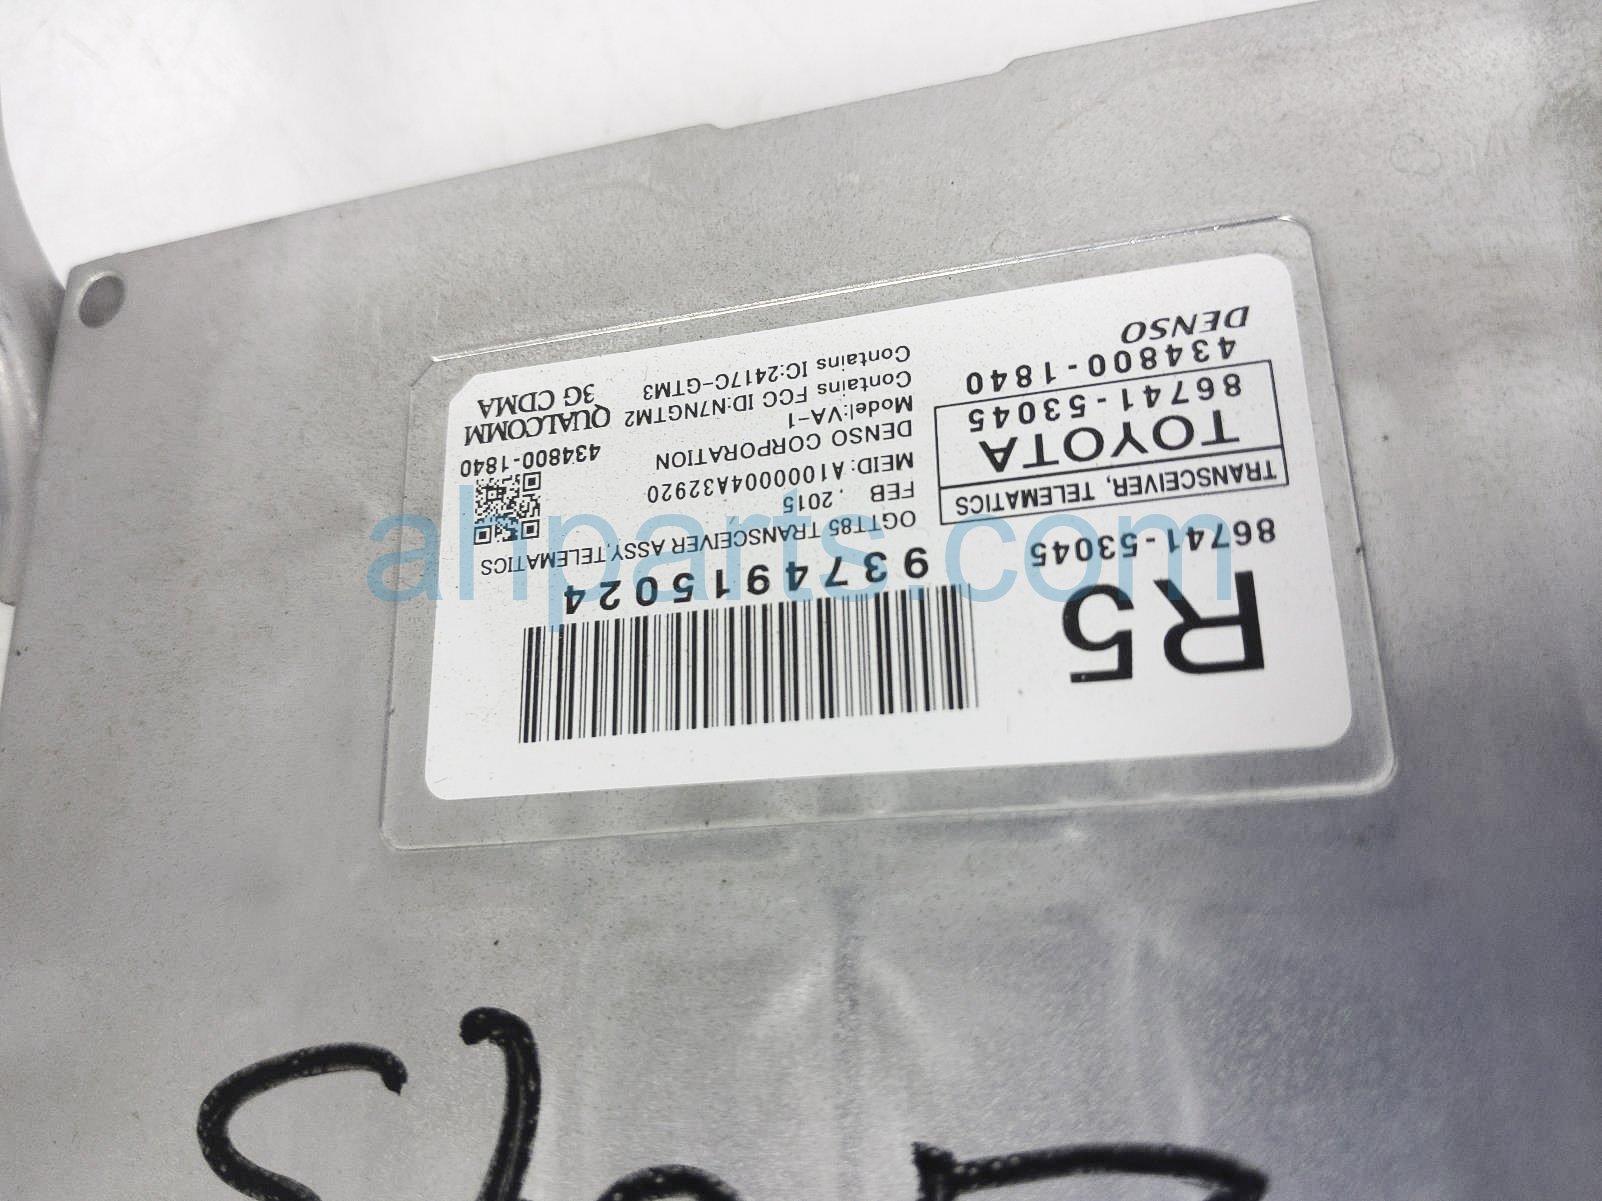 R5
86741-53045
TRANSCEIVER, TELEMATICS
TOYOTA
86741-53045
434800-1840
DENSO
9374915024
OGTT85 TRANSCEIVER ASSY,TELEMATICS
FEB . 2015
MEID:A1000004A32920
DENSO CORPORATION
Model:VA-1
Contains FCC ID:N7NGTM2
Contains IC:2417C-GTM3
434800-1840
QUALCOMM
3G CDMA
ahparts.com